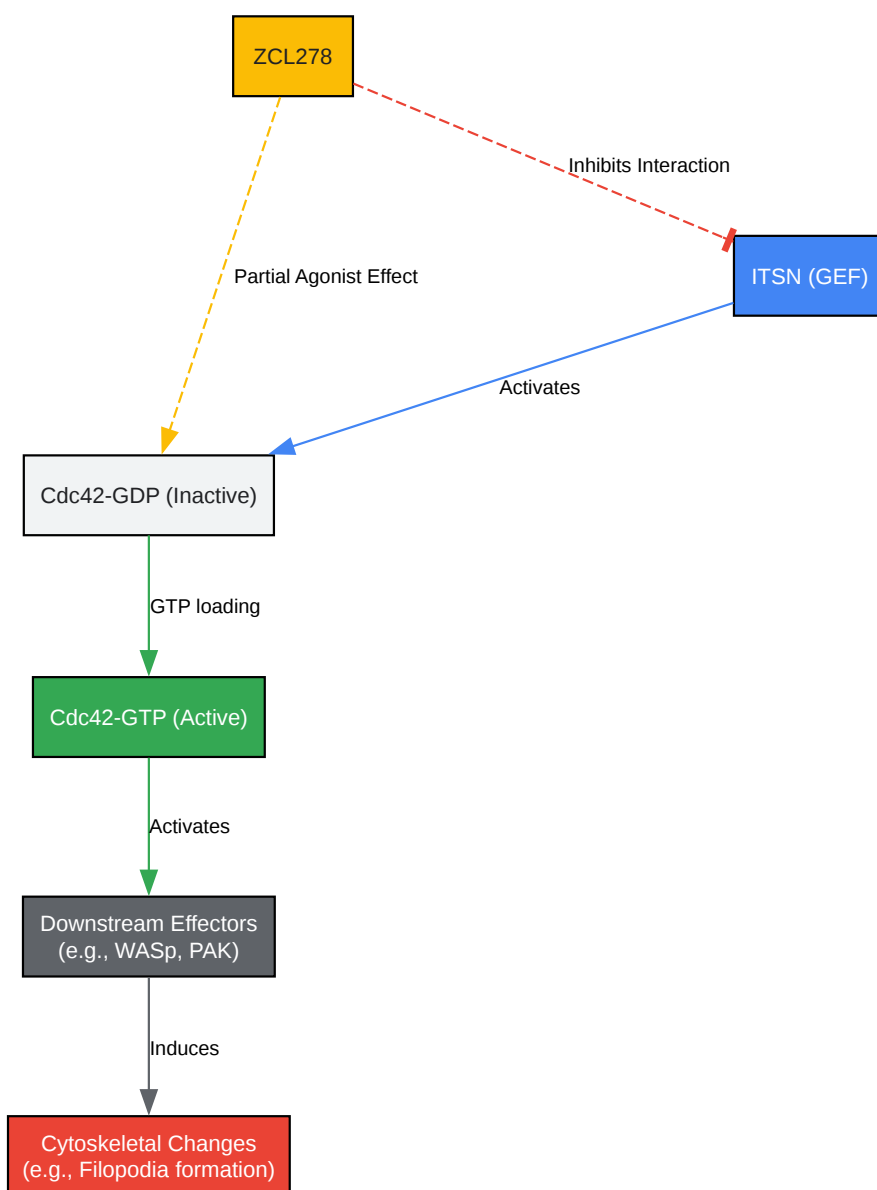 ZCL278
Inhibits Interaction
ITSN (GEF)
Partial Agonist Effect
Activates
Cdc42-GDP (Inactive)
GTP loading
Cdc42-GTP (Active)
Activates
Downstream Effectors
(e.g., WASp, PAK)
Induces
Cytoskeletal Changes
(e.g., Filopodia formation)